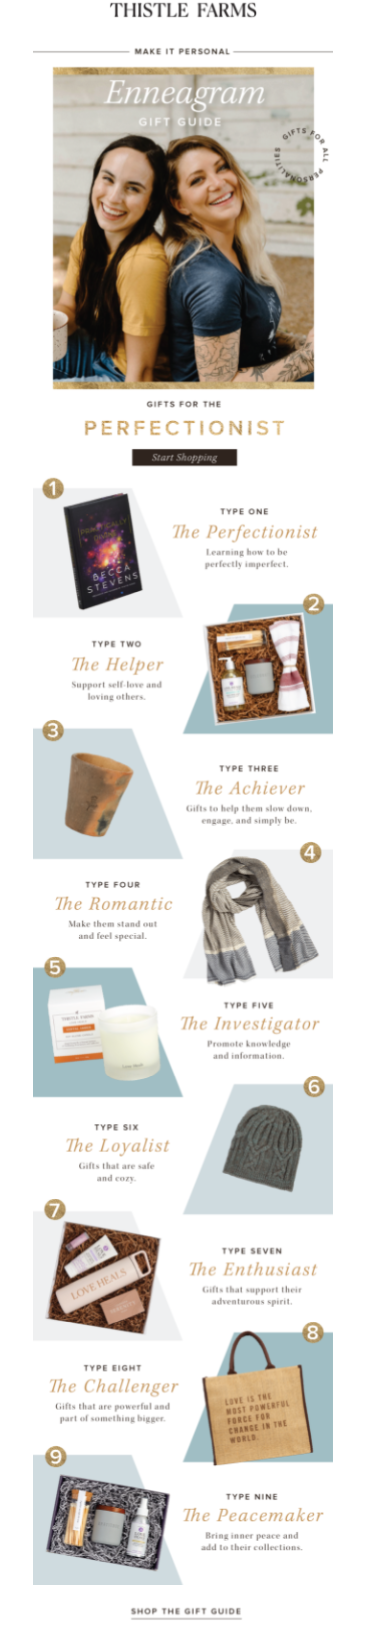 THISTLE FARMS
MAKE IT PERSONAL
Enneagram
GIFT GUIDE
GIFTS FOR ALL PERSONALITIES
GIFTS FOR THE
PERFECTIONIST
Start Shopping
1
BECCA
STEVENS
TYPE ONE
The Perfectionist
Learning how to be
perfectly imperfect.
2
TYPE TWO
The Helper
Support self-love and
loving others.
3
TYPE THREE
The Achiever
Gifts to help them slow down,
engage, and simply be.
4
TYPE FOUR
The Romantic
Make them stand out
and feel special.
5
THISTLE FARMS
TYPE FIVE
The Investigator
Promote knowledge
and information.
6
TYPE SIX
The Loyalist
Gifts that are safe
and cozy.
7
LOVE HEALS
TYPE SEVEN
The Enthusiast
Gifts that support their
adventurous spirit.
8
LOVE IS THE
MOST POWERFUL
FORCE FOR
CHANGE IN THE
WORLD.
TYPE EIGHT
The Challenger
Gifts that are powerful and
part of something bigger.
9
TYPE NINE
The Peacemaker
Bring inner peace and
add to their collections.
SHOP THE GIFT GUIDE